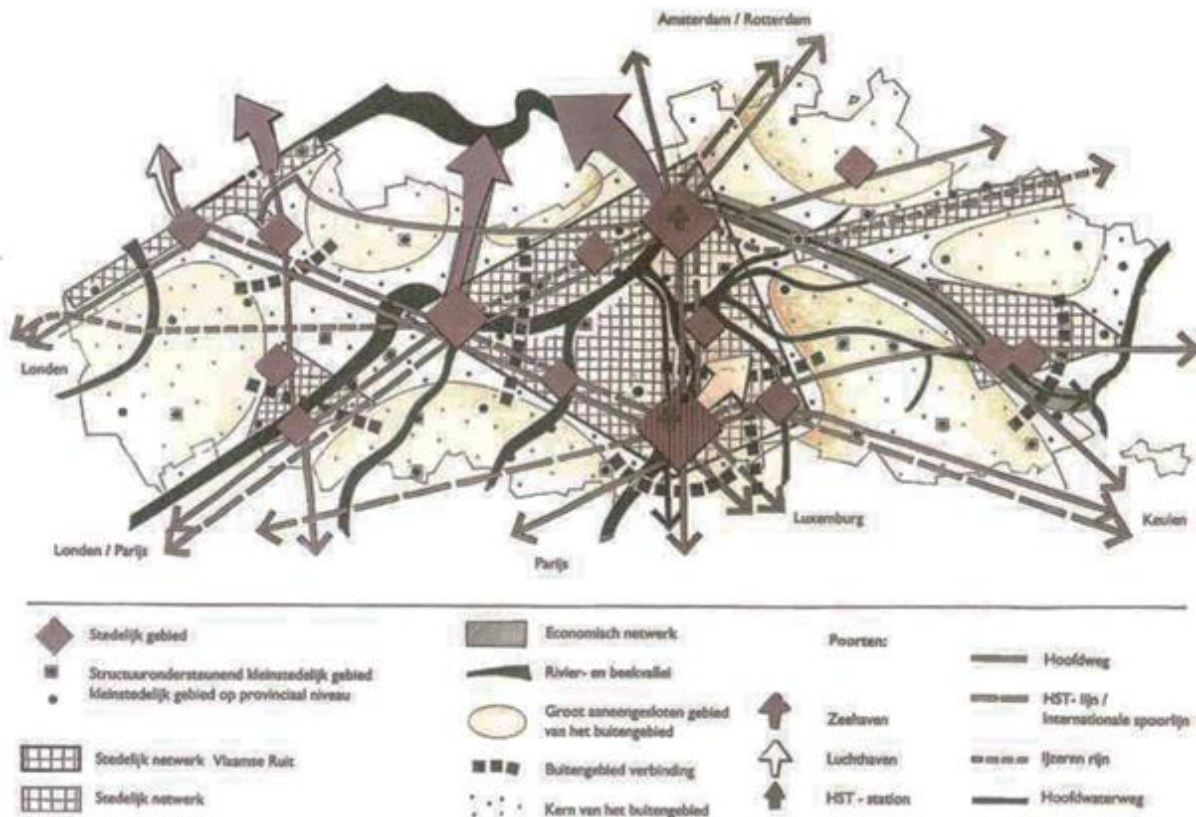 Amsterdam / Rotterdam
Londen
Londen / Parijs
Parijs
Luxemburg
Keulen
Stedelijk gebied
Structuurondersteunend kleinstedelijk gebied
kleinstedelijk gebied op provinciaal niveau
Stedelijk netwerk Vlaamse Ruit
Stedelijk netwerk
Economisch netwerk
Rivier- en beekvallei
Groot aaneengesloten gebied
van het buitengebied
Buitengebied verbinding
Kern van het buitengebied
Poorten:
Zeehaven
Luchthaven
HST - station
Hoofdweg
HST- lijn /
Internationale spoorlijn
IJzeren rijn
Hoofdwaterweg